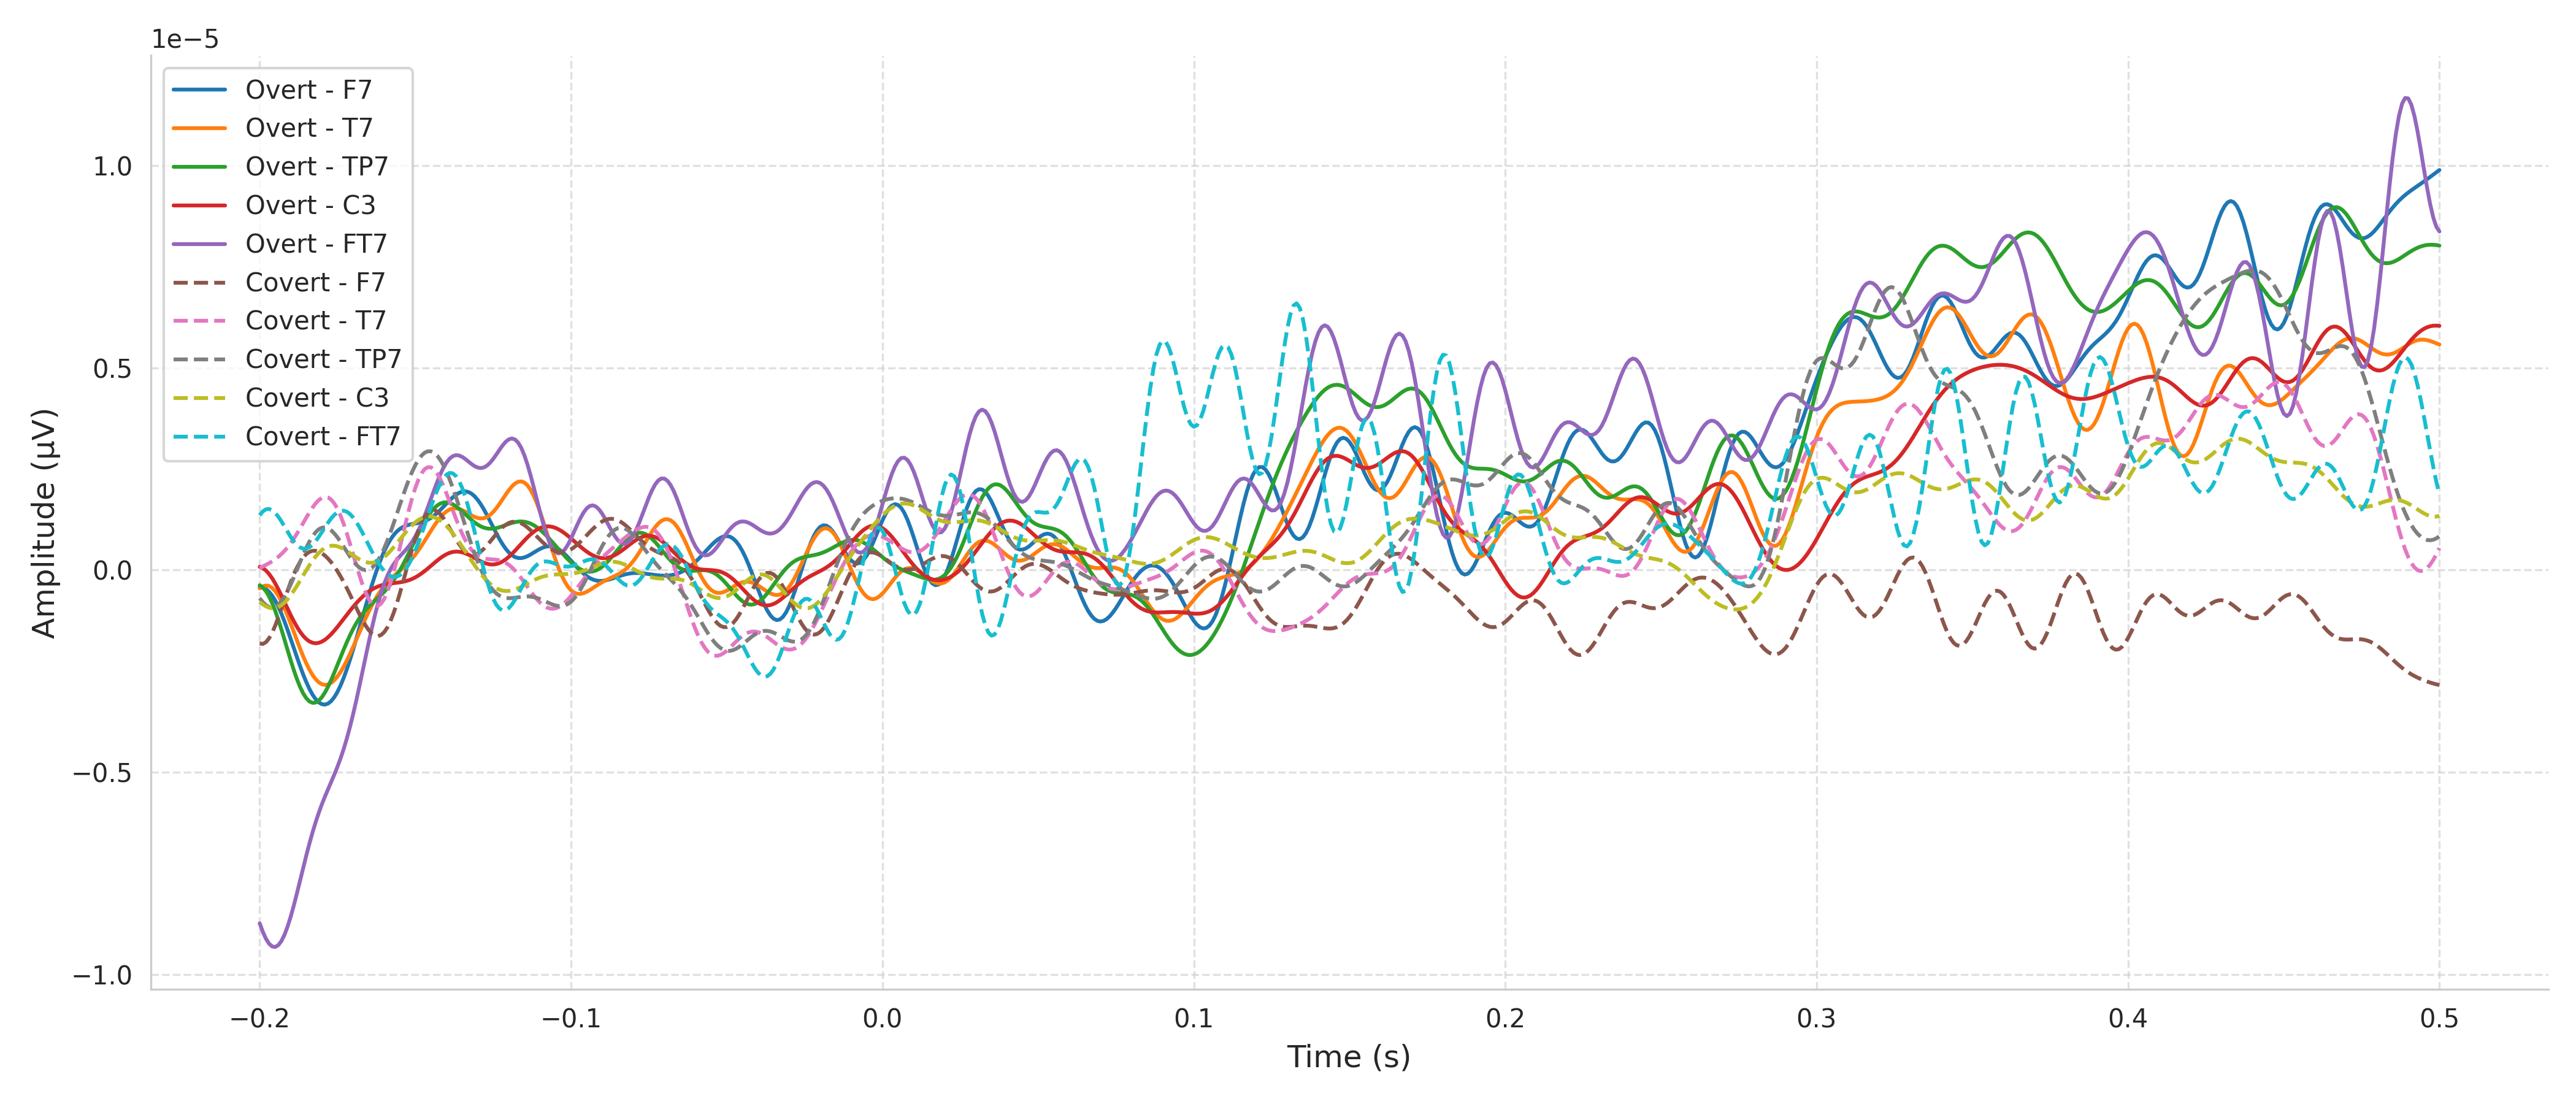 1e−5
Overt - F7
Overt - T7
Overt - TP7
Overt - C3
Overt - FT7
Covert - F7
Covert - T7
Covert - TP7
Covert - C3
Covert - FT7
1.0
0.5
0.0
−0.5
−1.0
Amplitude (µV)
−0.2 −0.1 0.0 0.1 0.2 0.3 0.4 0.5
Time (s)